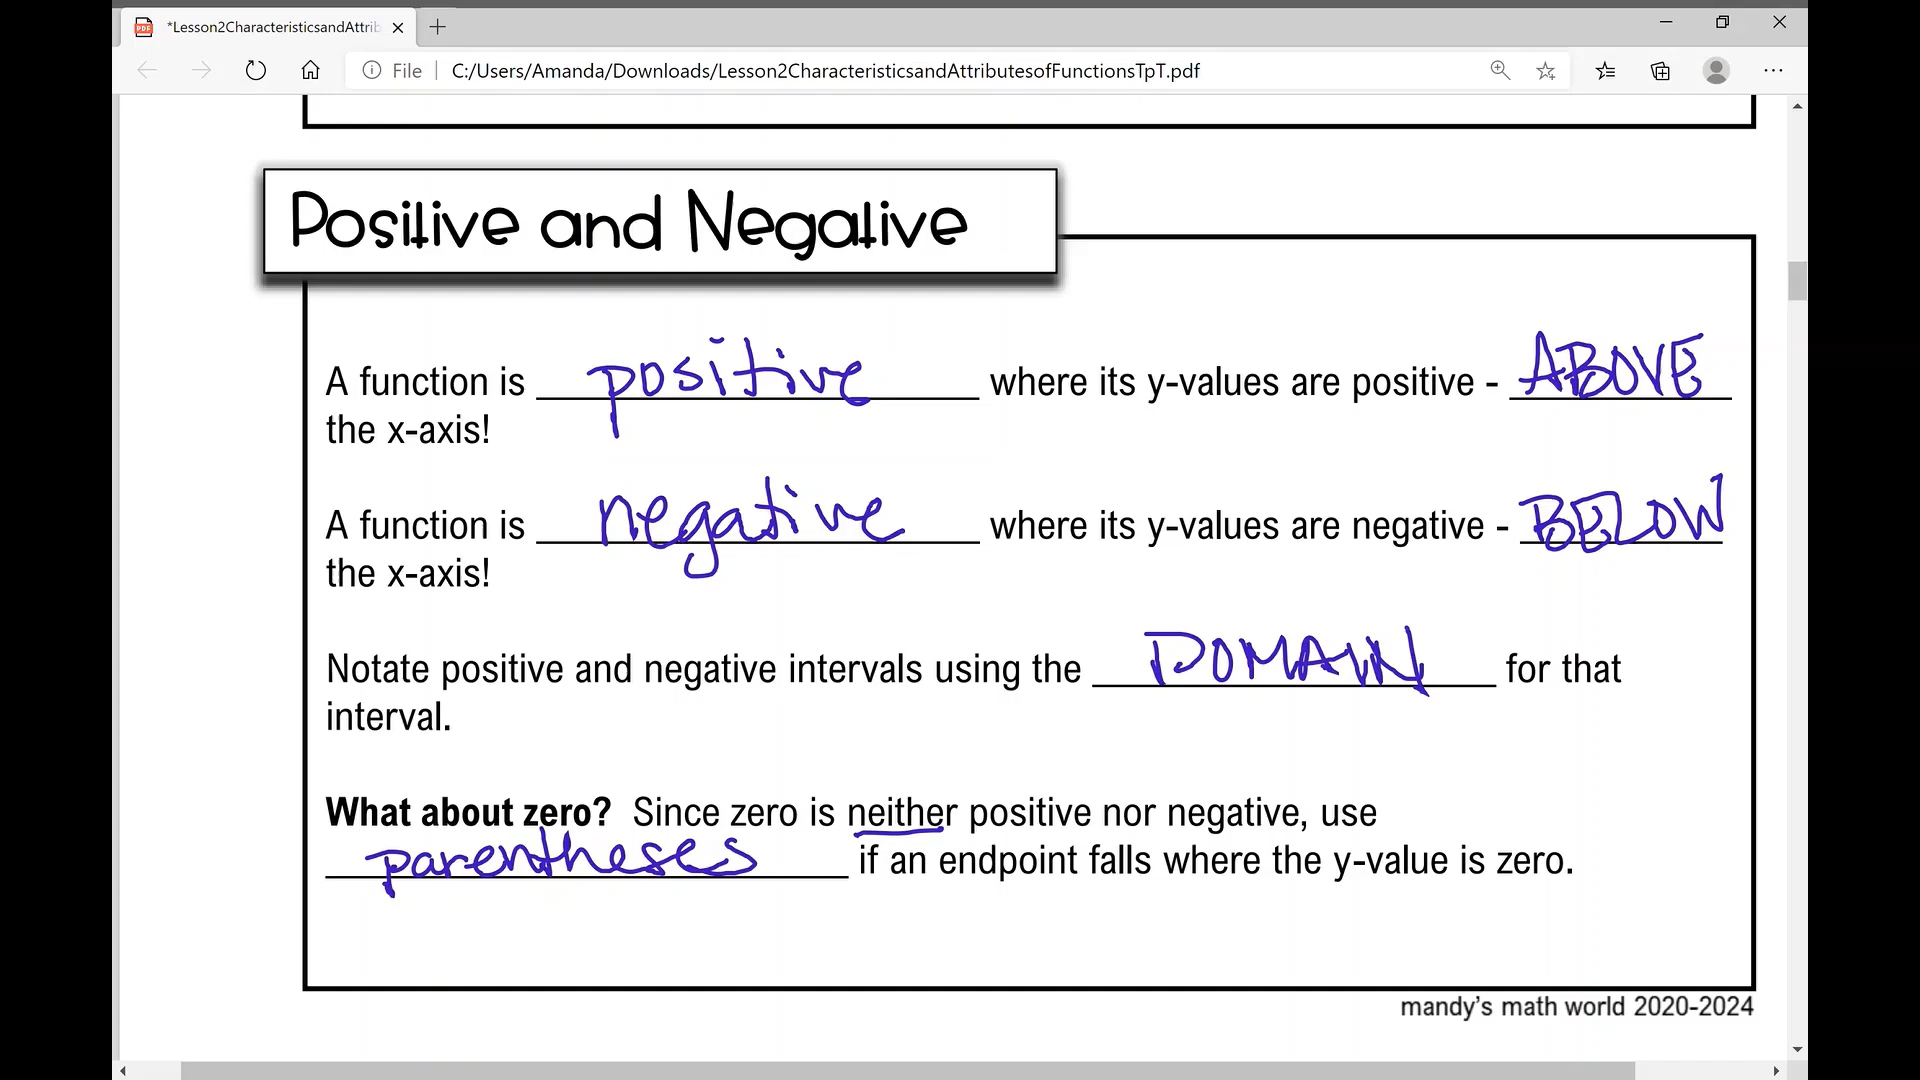 *Lesson2CharacteristicsandAttrib
File C:/Users/Amanda/Downloads/Lesson2CharacteristicsandAttributesofFunctionsTpT.pdf
Positive and Negative
A function is positive where its y-values are positive - ABOVE
the x-axis!
A function is negative where its y-values are negative - BELOW
the x-axis!
Notate positive and negative intervals using the DOMAIN for that
interval.
What about zero? Since zero is neither positive nor negative, use
parentheses if an endpoint falls where the y-value is zero.
mandy's math world 2020-2024